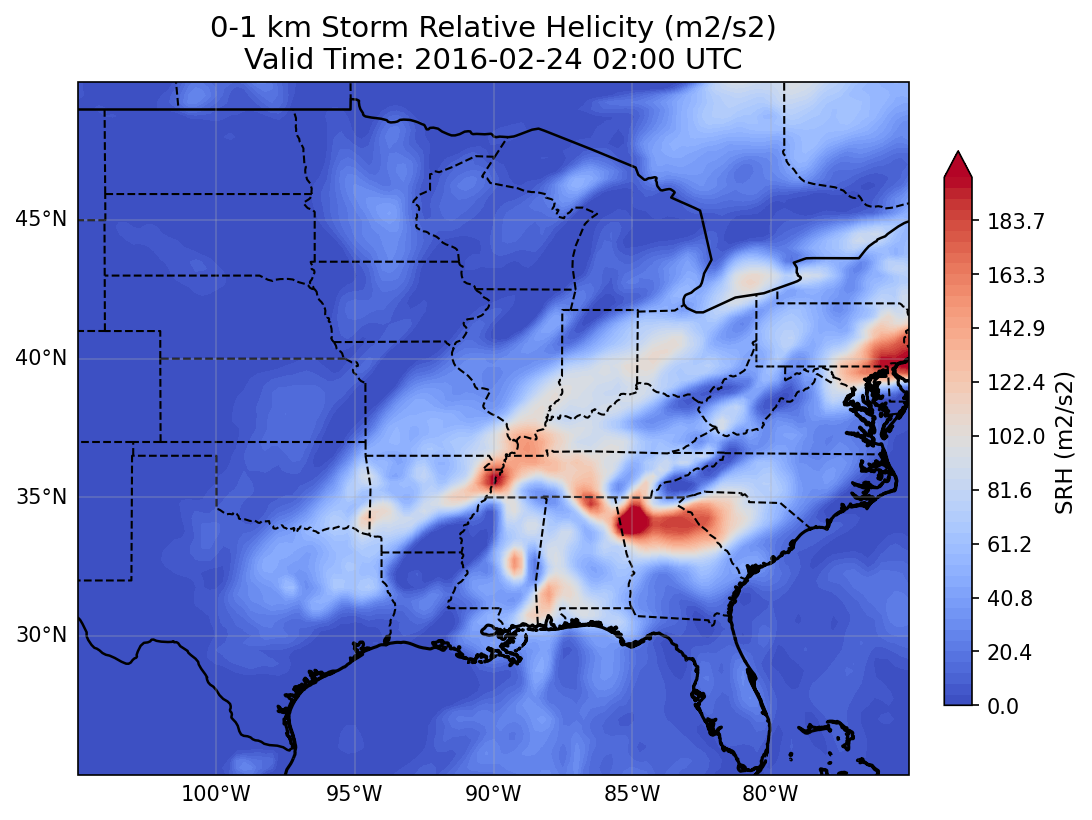 0-1 km Storm Relative Helicity (m2/s2)
Valid Time: 2016-02-24 02:00 UTC
45°N
40°N
35°N
30°N
100°W
95°W
90°W
85°W
80°W
183.7
163.3
142.9
122.4
102.0
81.6
61.2
40.8
20.4
0.0
SRH (m2/s2)